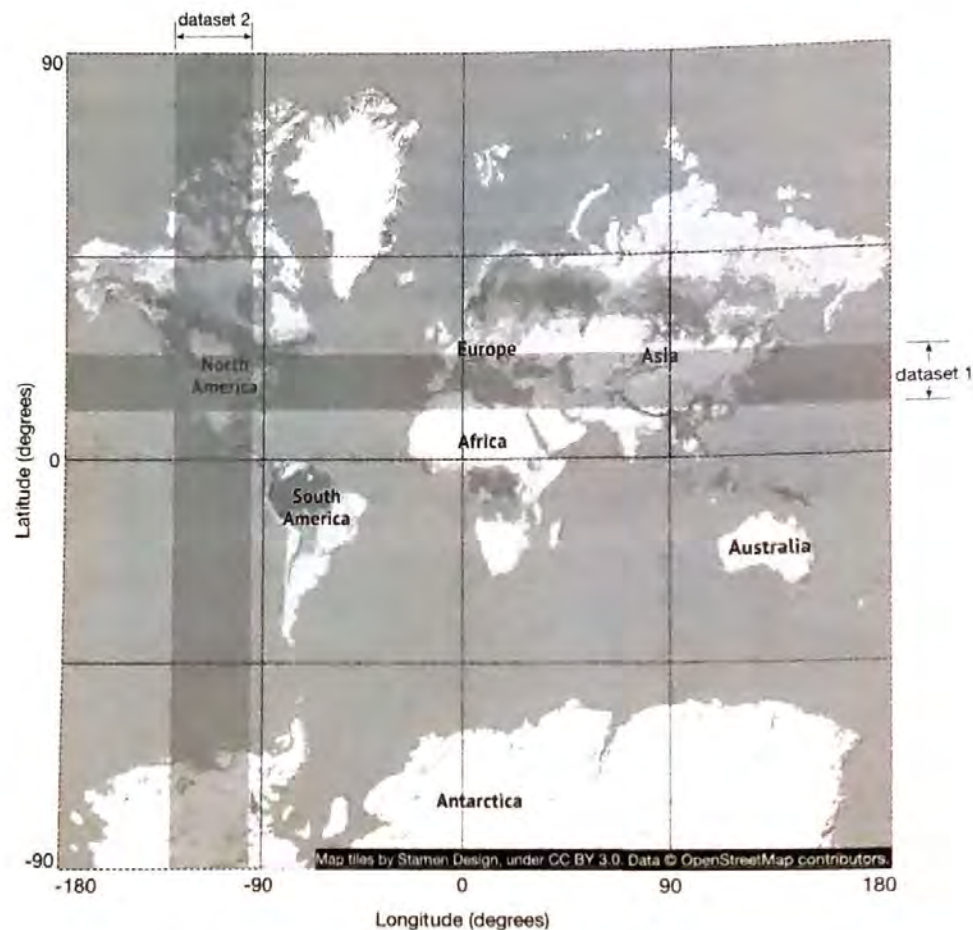 dataset 2
90
Europe
Asia
North
America
dataset 1
Africa
Latitude (degrees)
0
South
America
Australia
Antarctica
-90
Map tiles by Stamen Design, under CC BY 3.0. Data © OpenStreetMap contributors.
-180
-90
0
90
180
Longitude (degrees)